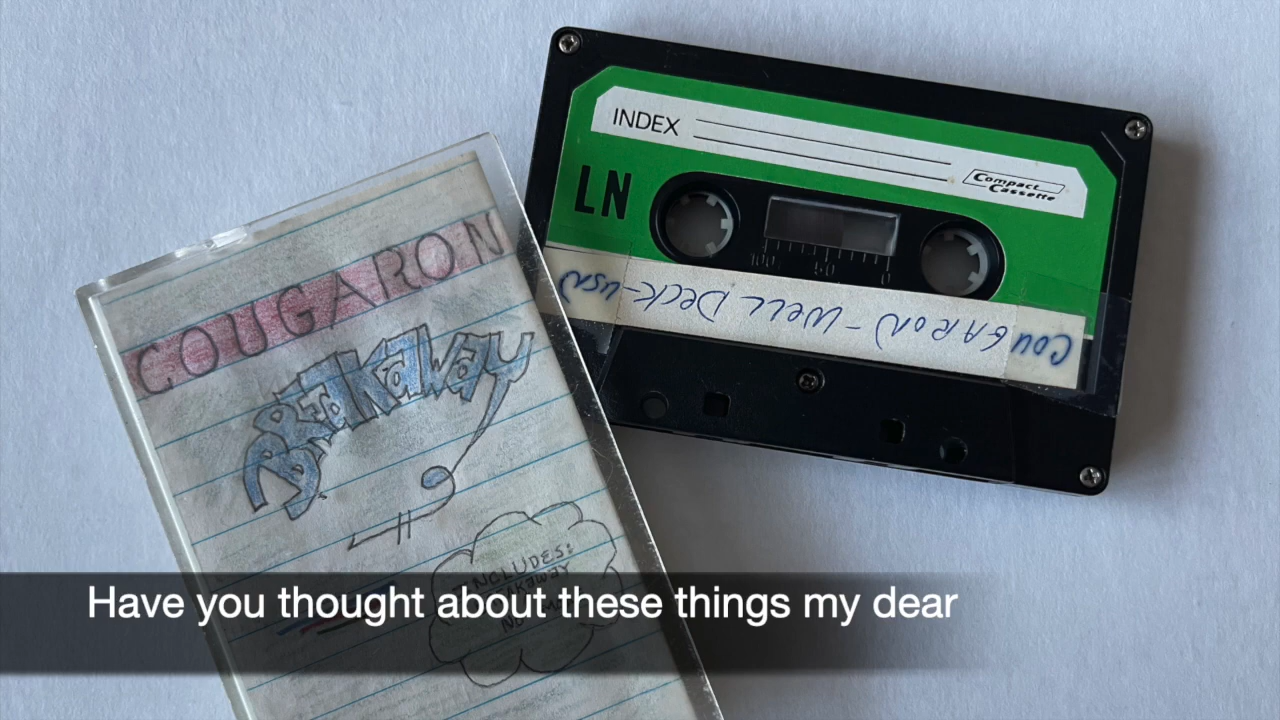 COUGARON
BreaKaWay
INCLUDES:
INDEX
Compact
Cassette
LN
100 50 0
COUGARON - WELL DECK - USN
Have you thought about these things my dear